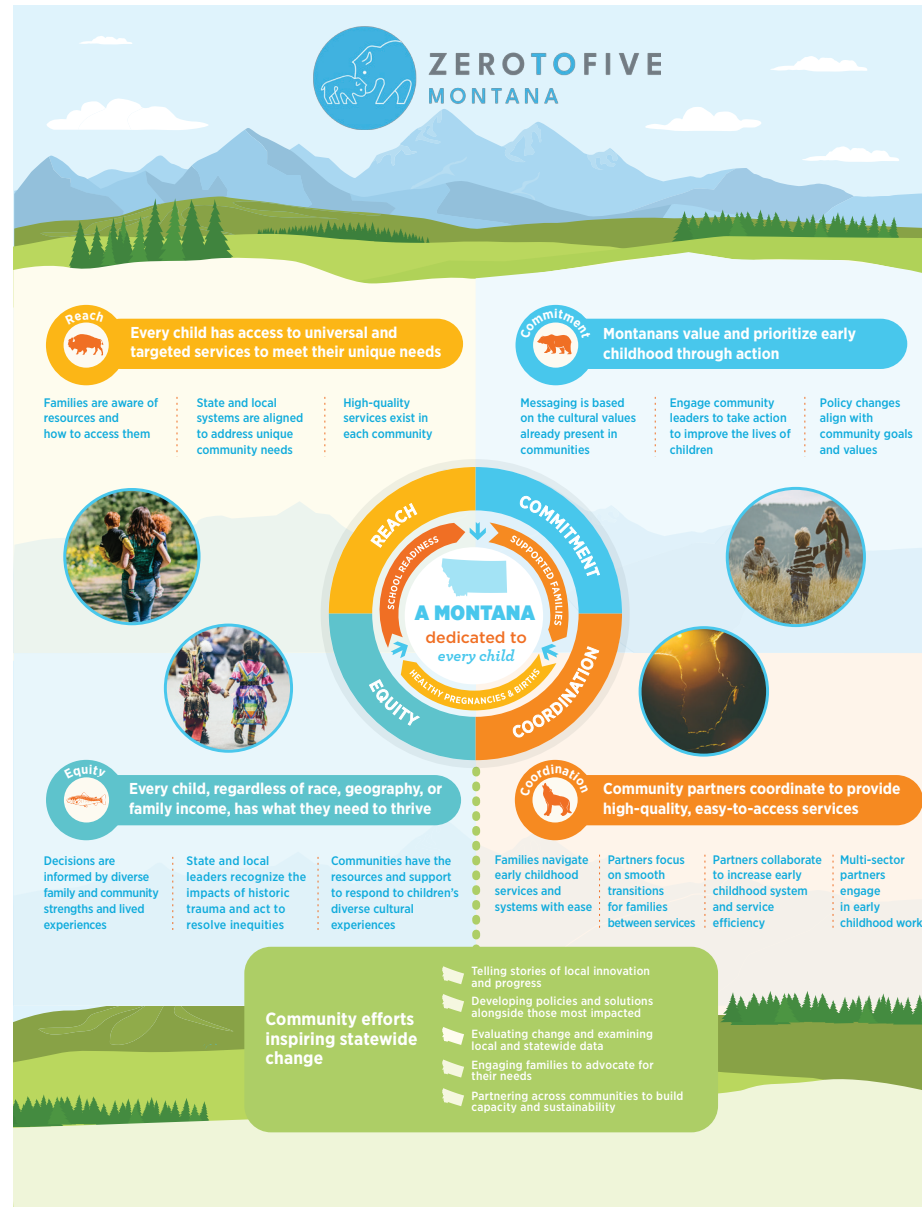 ZEROTOFIVE
MONTANA
Reach
Every child has access to universal and
targeted services to meet their unique needs
Families are aware of
resources and
how to access them
State and local
systems are aligned
to address unique
community needs
High-quality
services exist in
each community
Commitment
Montanans value and prioritize early
childhood through action
Messaging is based
on the cultural values
already present in
communities
Engage community
leaders to take action
to improve the lives of
children
Policy changes
align with
community goals
and values
REACH
COMMITMENT
EQUITY
COORDINATION
SCHOOL READINESS
SUPPORTED FAMILIES
HEALTHY PREGNANCIES & BIRTHS
A MONTANA
dedicated to
every child
Equity
Every child, regardless of race, geography, or
family income, has what they need to thrive
Decisions are
informed by diverse
family and community
strengths and lived
experiences
State and local
leaders recognize the
impacts of historic
trauma and act to
resolve inequities
Communities have the
resources and support
to respond to children's
diverse cultural
experiences
Coordination
Community partners coordinate to provide
high-quality, easy-to-access services
Families navigate
early childhood
services and
systems with ease
Partners focus
on smooth
transitions
for families
between services
Partners collaborate
to increase early
childhood system
and service
efficiency
Multi-sector
partners
engage
in early
childhood work
Community efforts
inspiring statewide
change
Telling stories of local innovation
and progress
Developing policies and solutions
alongside those most impacted
Evaluating change and examining
local and statewide data
Engaging families to advocate for
their needs
Partnering across communities to build
capacity and sustainability